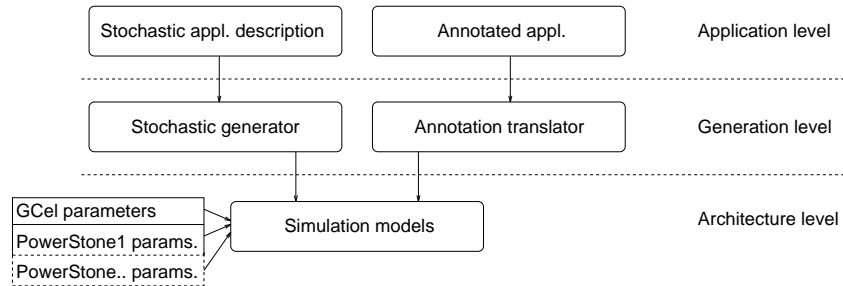 Stochastic appl. description
Annotated appl.
Application level
Stochastic generator
Annotation translator
Generation level
GCel parameters
PowerStone1 params.
PowerStone.. params.
Simulation models
Architecture level